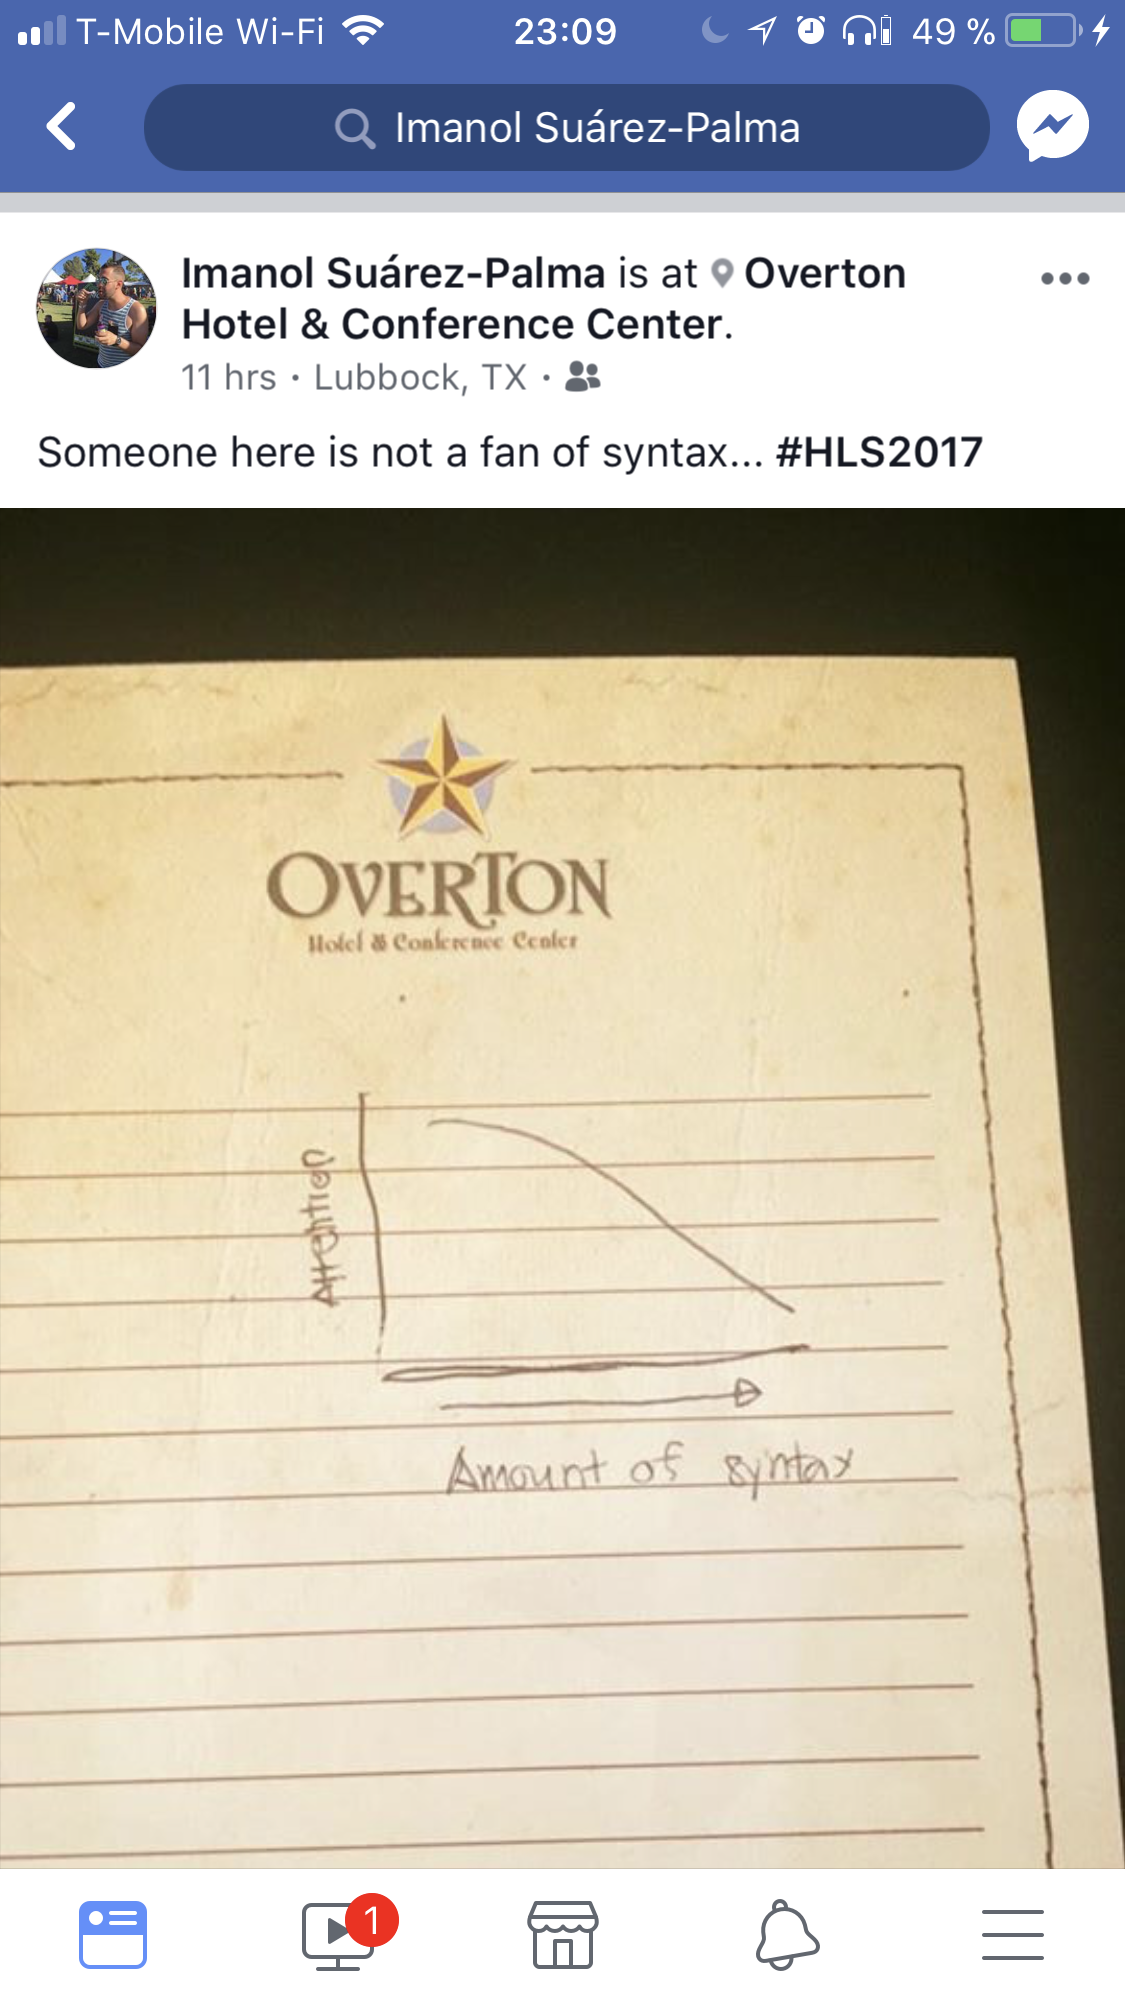 T-Mobile Wi-Fi 23:09 49 %
Imanol Suárez-Palma
Imanol Suárez-Palma is at Overton
Hotel & Conference Center.
11 hrs · Lubbock, TX ·
Someone here is not a fan of syntax... #HLS2017
OVERTON
Hotel & Conference Center
Attention
Amount of syntax
1